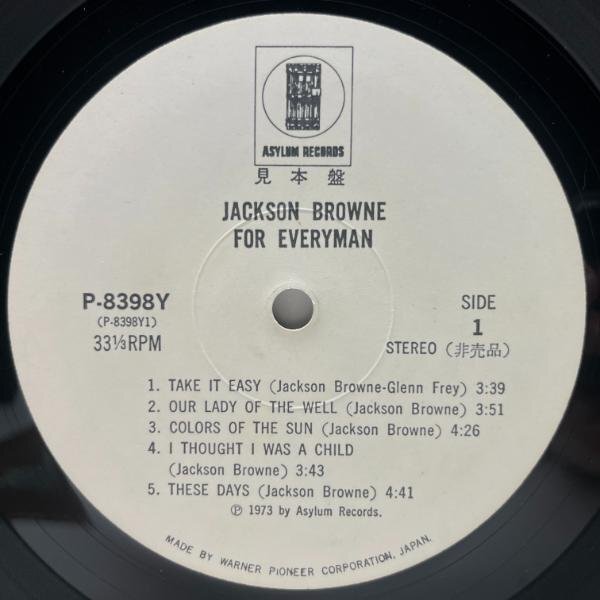 ASYLUM RECORDS
見本盤
JACKSON BROWNE
FOR EVERYMAN
P-8398Y
(P-8398Y1)
33⅓RPM
SIDE
1
STEREO (非売品)
1. TAKE IT EASY (Jackson Browne-Glenn Frey) 3:39
2. OUR LADY OF THE WELL (Jackson Browne) 3:51
3. COLORS OF THE SUN (Jackson Browne) 4:26
4. I THOUGHT I WAS A CHILD
(Jackson Browne) 3:43
5. THESE DAYS (Jackson Browne) 4:41
℗ 1973 by Asylum Records.
MADE BY WARNER PIONEER CORPORATION, JAPAN.